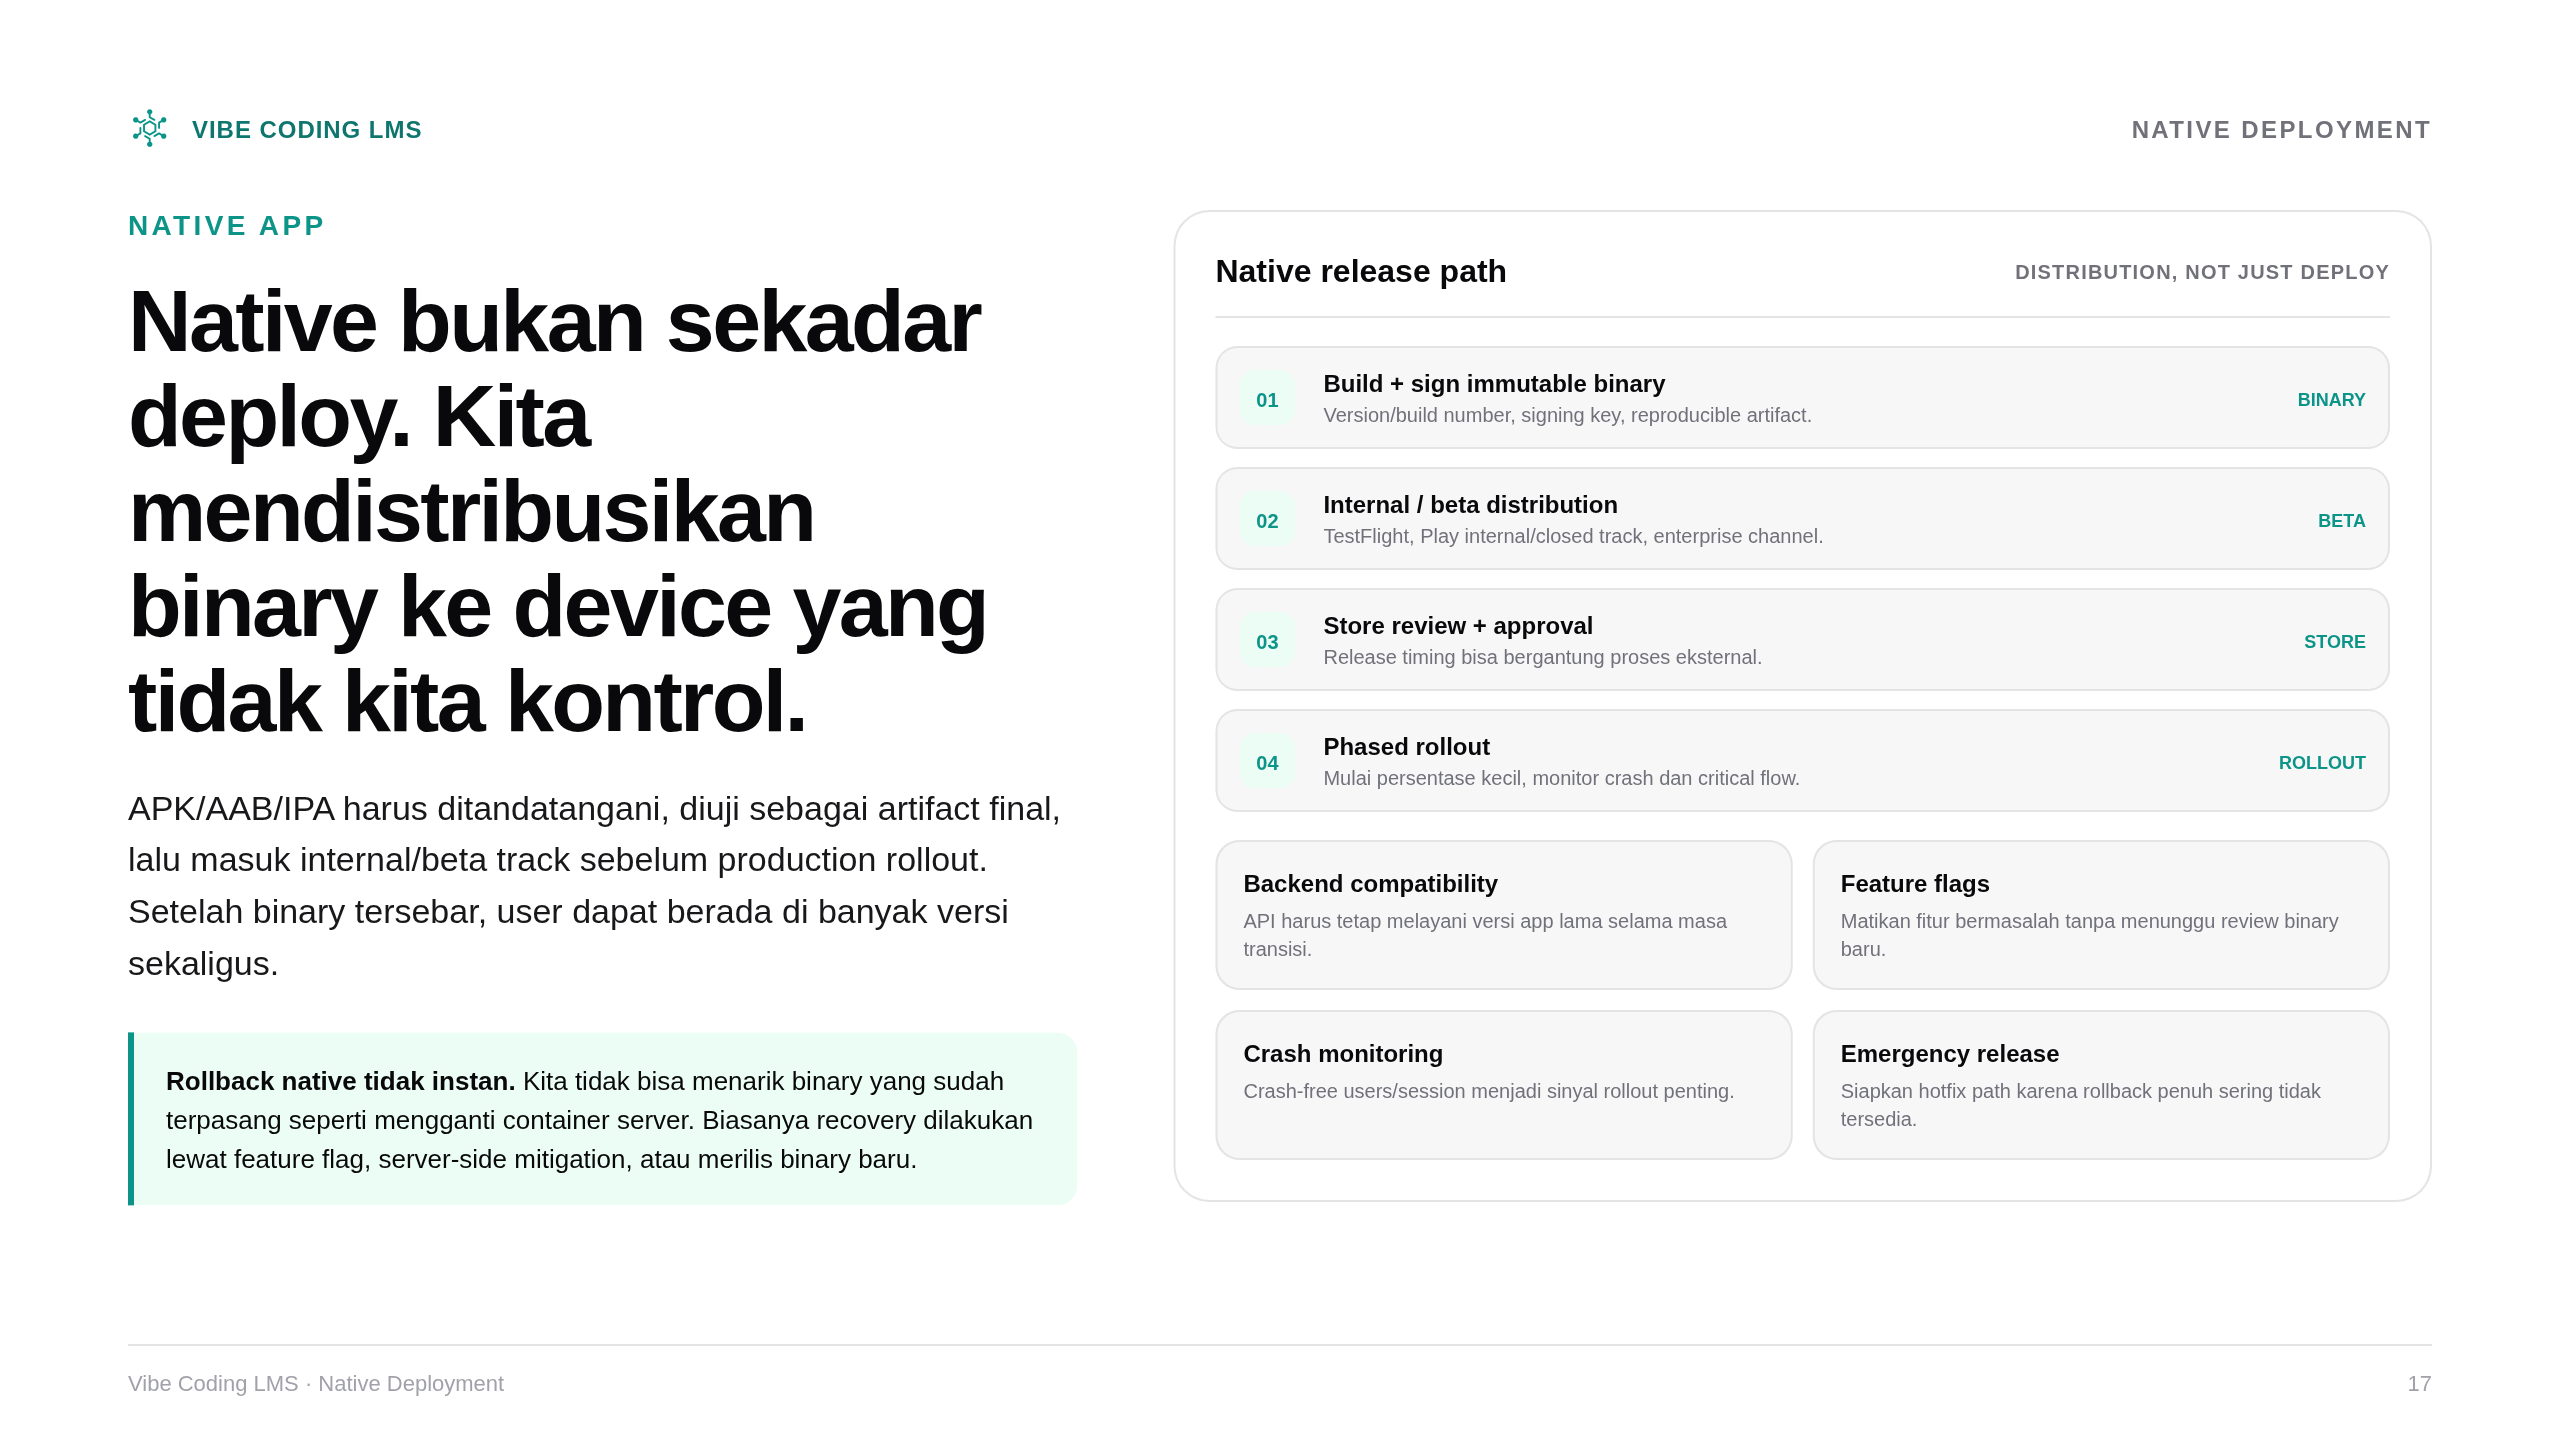 VIBE CODING LMS
NATIVE DEPLOYMENT
NATIVE APP
Native bukan sekadar
deploy. Kita
mendistribusikan
binary ke device yang
tidak kita kontrol.
APK/AAB/IPA harus ditandatangani, diuji sebagai artifact final,
lalu masuk internal/beta track sebelum production rollout.
Setelah binary tersebar, user dapat berada di banyak versi
sekaligus.
Rollback native tidak instan. Kita tidak bisa menarik binary yang sudah
terpasang seperti mengganti container server. Biasanya recovery dilakukan
lewat feature flag, server-side mitigation, atau merilis binary baru.
Native release path
DISTRIBUTION, NOT JUST DEPLOY
01
Build + sign immutable binary
Version/build number, signing key, reproducible artifact.
BINARY
02
Internal / beta distribution
TestFlight, Play internal/closed track, enterprise channel.
BETA
03
Store review + approval
Release timing bisa bergantung proses eksternal.
STORE
04
Phased rollout
Mulai persentase kecil, monitor crash dan critical flow.
ROLLOUT
Backend compatibility
API harus tetap melayani versi app lama selama masa
transisi.
Feature flags
Matikan fitur bermasalah tanpa menunggu review binary
baru.
Crash monitoring
Crash-free users/session menjadi sinyal rollout penting.
Emergency release
Siapkan hotfix path karena rollback penuh sering tidak
tersedia.
Vibe Coding LMS · Native Deployment
17